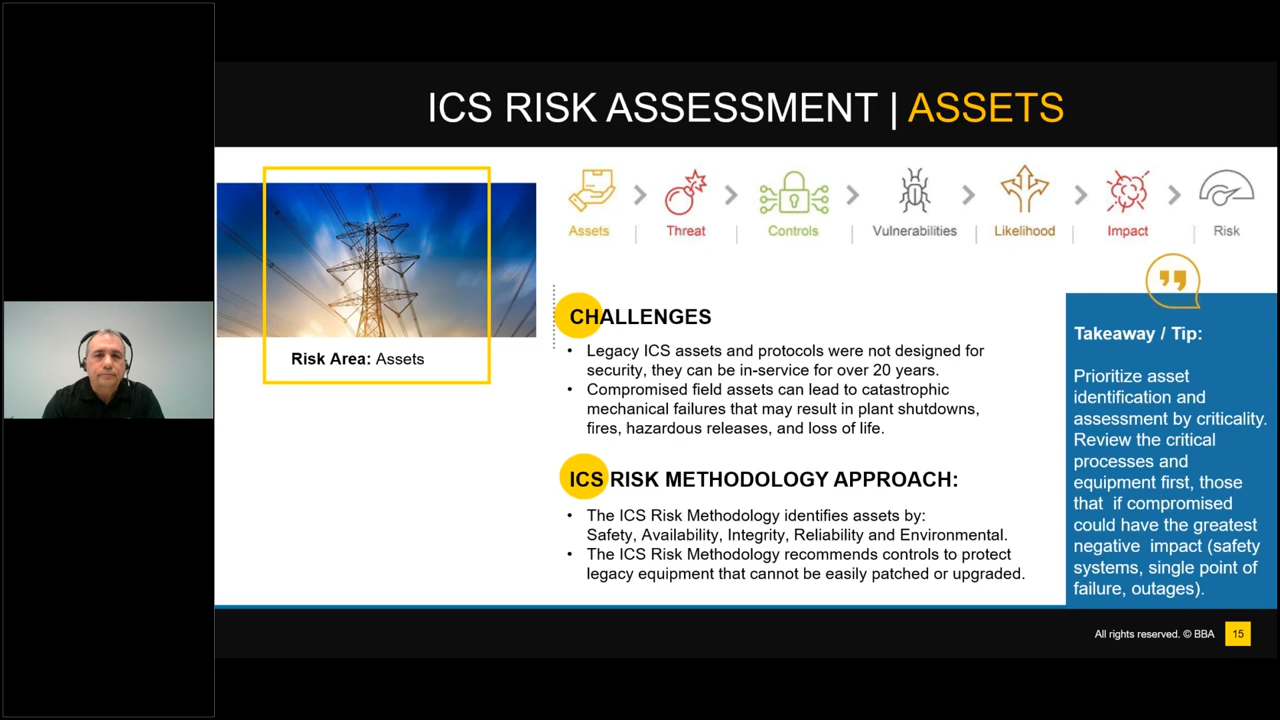 ICS RISK ASSESSMENT | ASSETS
Assets
Threat
Controls
Vulnerabilities
Likelihood
Impact
Risk
Risk Area: Assets
CHALLENGES
• Legacy ICS assets and protocols were not designed for
security, they can be in-service for over 20 years.
• Compromised field assets can lead to catastrophic
mechanical failures that may result in plant shutdowns,
fires, hazardous releases, and loss of life.
ICS RISK METHODOLOGY APPROACH:
• The ICS Risk Methodology identifies assets by:
Safety, Availability, Integrity, Reliability and Environmental.
• The ICS Risk Methodology recommends controls to protect
legacy equipment that cannot be easily patched or upgraded.
Takeaway / Tip:
Prioritize asset
identification and
assessment by criticality.
Review the critical
processes and
equipment first, those
that if compromised
could have the greatest
negative impact (safety
systems, single point of
failure, outages).
All rights reserved. © BBA
15